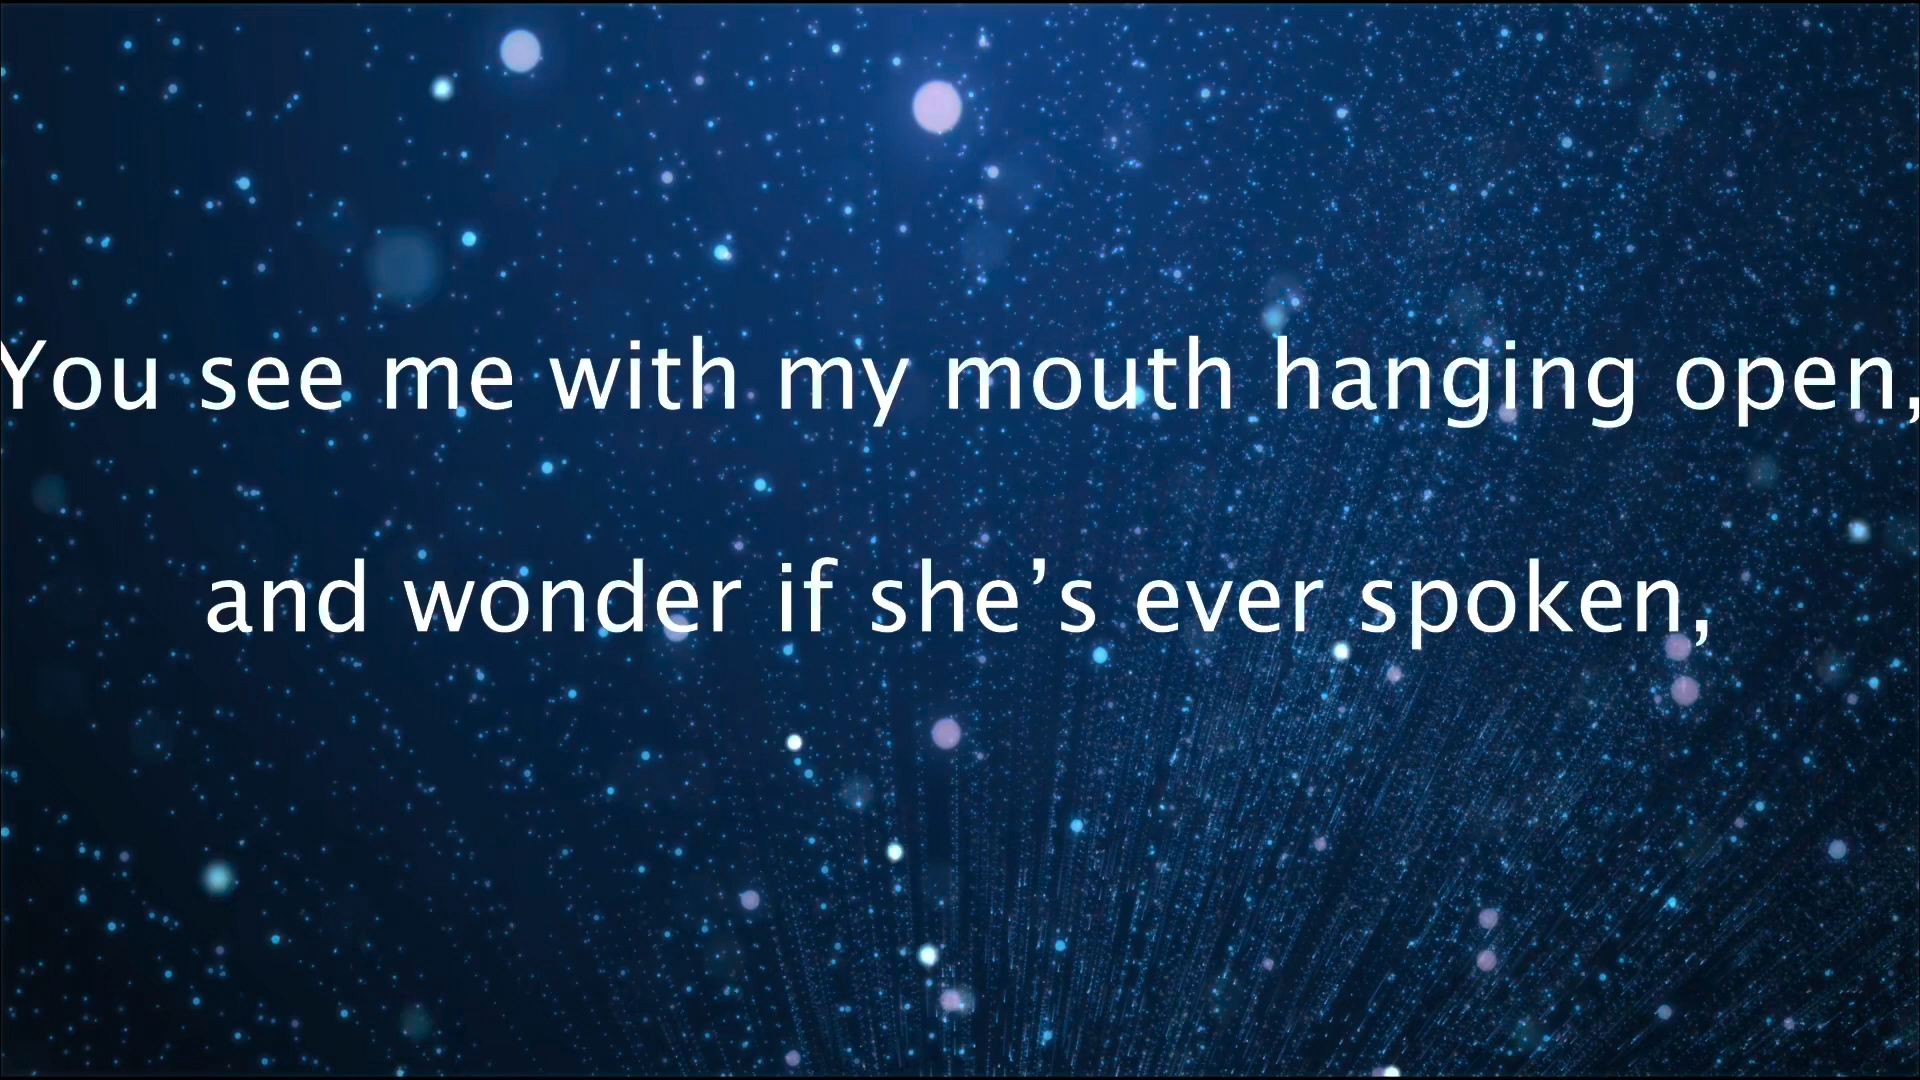 You see me with my mouth hanging open,
and wonder if she’s ever spoken,